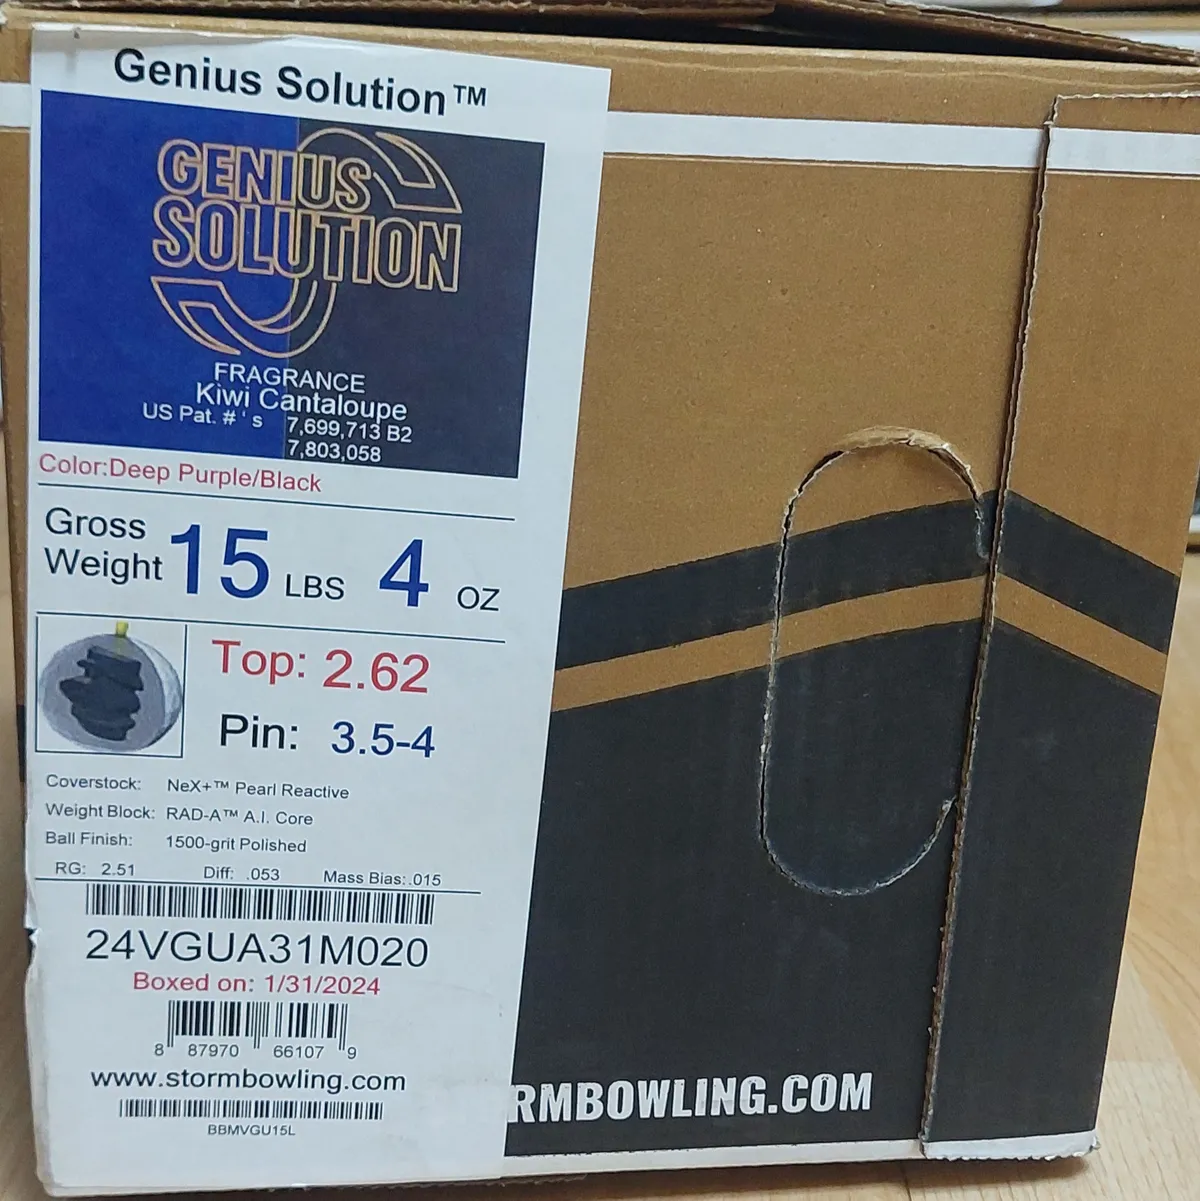 Genius Solution™
GENIUS
SOLUTION
FRAGRANCE
Kiwi Cantaloupe
US Pat. #'s 7,699,713 B2
7,803,058
Color:Deep Purple/Black
Gross
Weight 15 LBS 4 OZ
Top: 2.62
Pin: 3.5-4
Coverstock: NeX+™ Pearl Reactive
Weight Block: RAD-A™ A.I. Core
Ball Finish: 1500-grit Polished
RG: 2.51 Diff: .053 Mass Bias:.015
24VGUA31M020
Boxed on: 1/31/2024
8 87970 66107 9
www.stormbowling.com
BBMVGU15L
RMBOWLING.COM